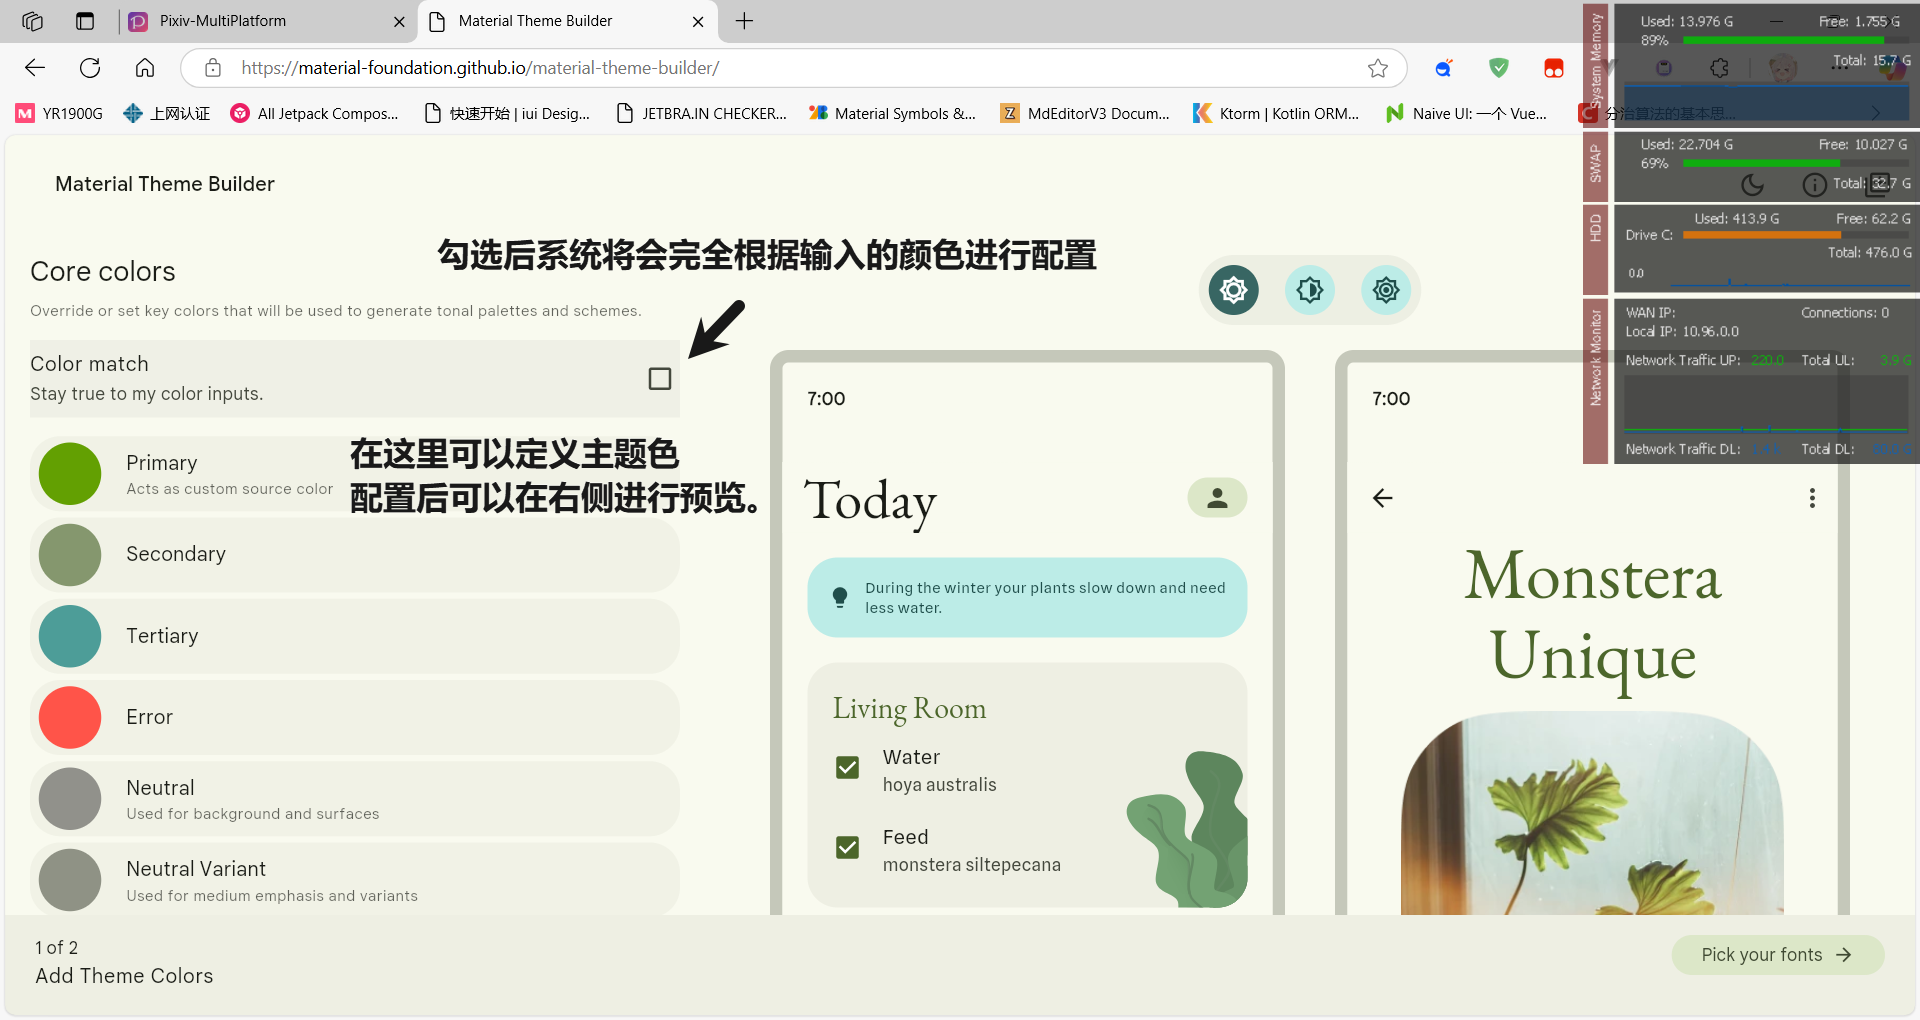 Pixiv-MultiPlatform
Material Theme Builder
https://material-foundation.github.io/material-theme-builder/
YR1900G
上网认证
All Jetpack Compos...
快速开始 | iui Desig...
JETBRA.IN CHECKER...
Material Symbols &...
MdEditorV3 Docum...
Ktorm | Kotlin ORM...
Naive UI: 一个 Vue...
分治算法的基本思...
System Memory
Used: 13.976 G
Free: 1.755 G
89%
Total: 15.7 G
SWAP
Used: 22.704 G
Free: 10.027 G
69%
Total: 32.7 G
HDD
Used: 413.9 G
Free: 62.2 G
Drive C:
Total: 476.0 G
0.0
Network Monitor
WAN IP:
Connections: 0
Local IP: 10.96.0.0
Network Traffic UP: 220.0
Total UL: 3.9 G
Network Traffic DL:
Total DL:
Material Theme Builder
勾选后系统将会完全根据输入的颜色进行配置
Core colors
Override or set key colors that will be used to generate tonal palettes and schemes.
Color match
Stay true to my color inputs.
在这里可以定义主题色
配置后可以在右侧进行预览。
Primary
Acts as custom source color
Secondary
Tertiary
Error
Neutral
Used for background and surfaces
Neutral Variant
Used for medium emphasis and variants
7:00
Today
During the winter your plants slow down and need
less water.
Living Room
Water
hoya australis
Feed
monstera siltepecana
7:00
Monstera
Unique
1 of 2
Add Theme Colors
Pick your fonts